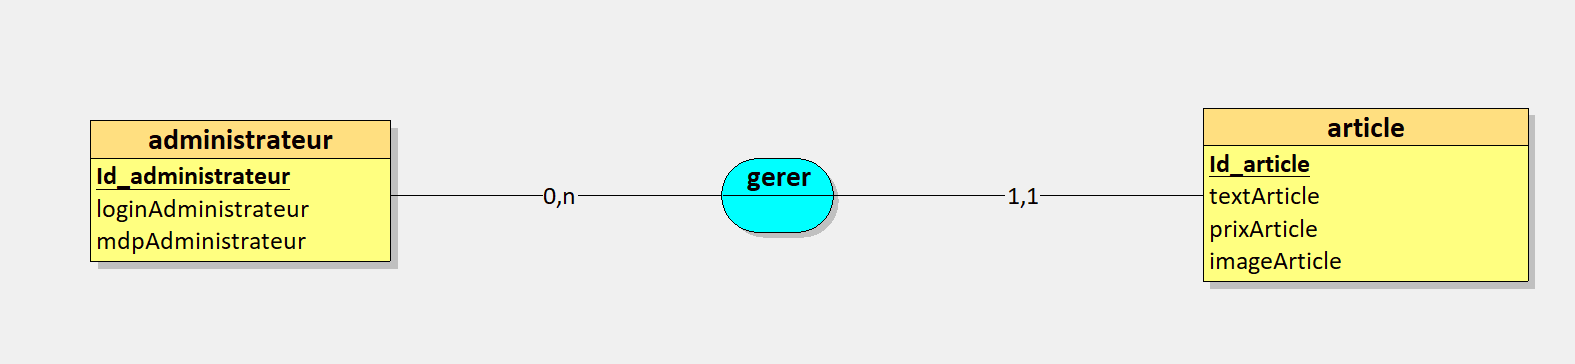 administrateur
Id_administrateur
loginAdministrateur
mdpAdministrateur
0,n
gerer
1,1
article
Id_article
textArticle
prixArticle
imageArticle